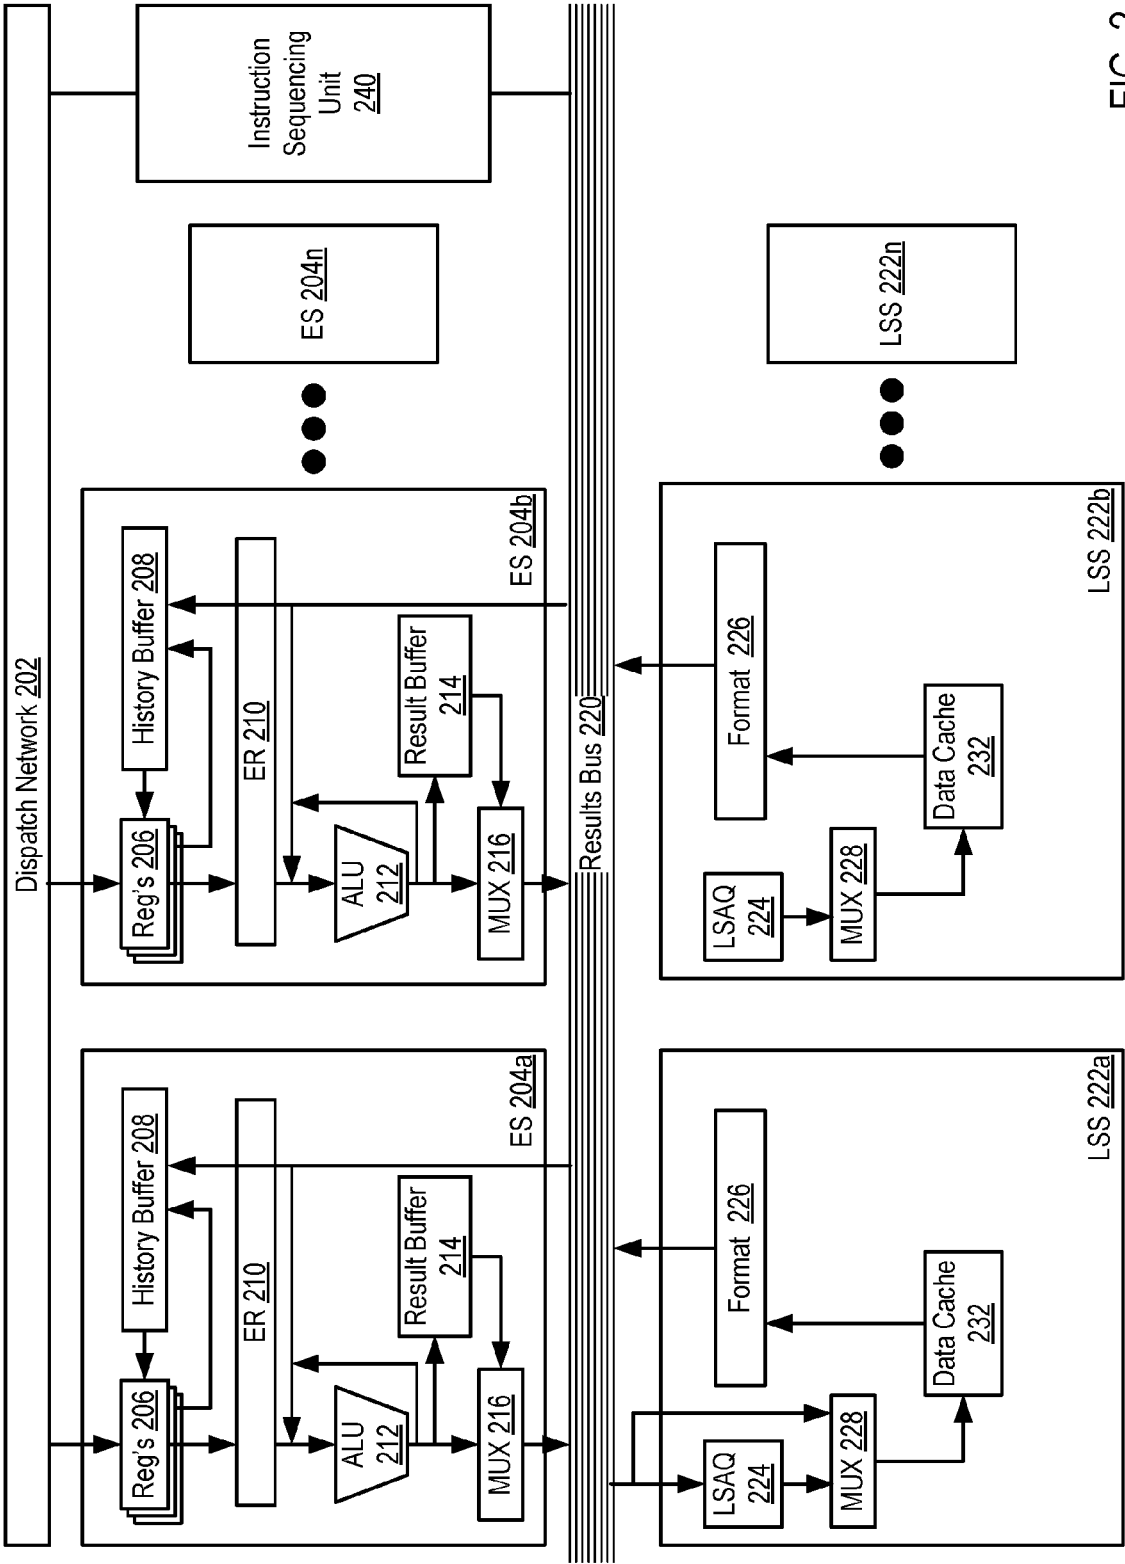 Dispatch Network 202
Reg's 206
History Buffer 208
ER 210
ALU
212
Result Buffer
214
MUX 216
ES 204a
Reg's 206
History Buffer 208
ER 210
ALU
212
Result Buffer
214
MUX 216
ES 204b
ES 204n
Instruction
Sequencing
Unit
240
Results Bus 220
LSAQ
224
MUX 228
Format 226
Data Cache
232
LSS 222a
LSAQ
224
MUX 228
Format 226
Data Cache
232
LSS 222b
LSS 222n